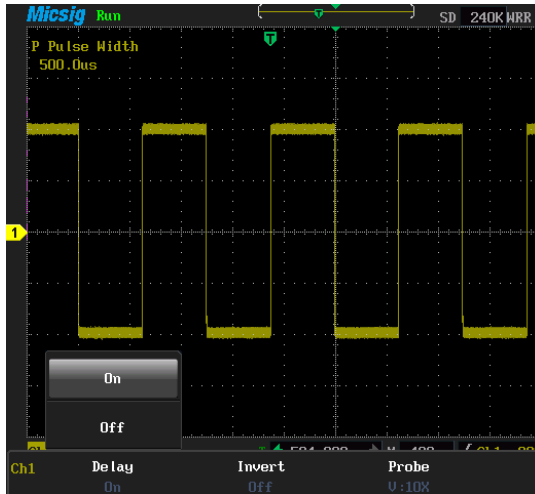 Micsig Run SD 240K WRR
T
T
P Pulse Width
500.0us
1
On
Off
Ch1 Delay Invert Probe
On Off V:10X